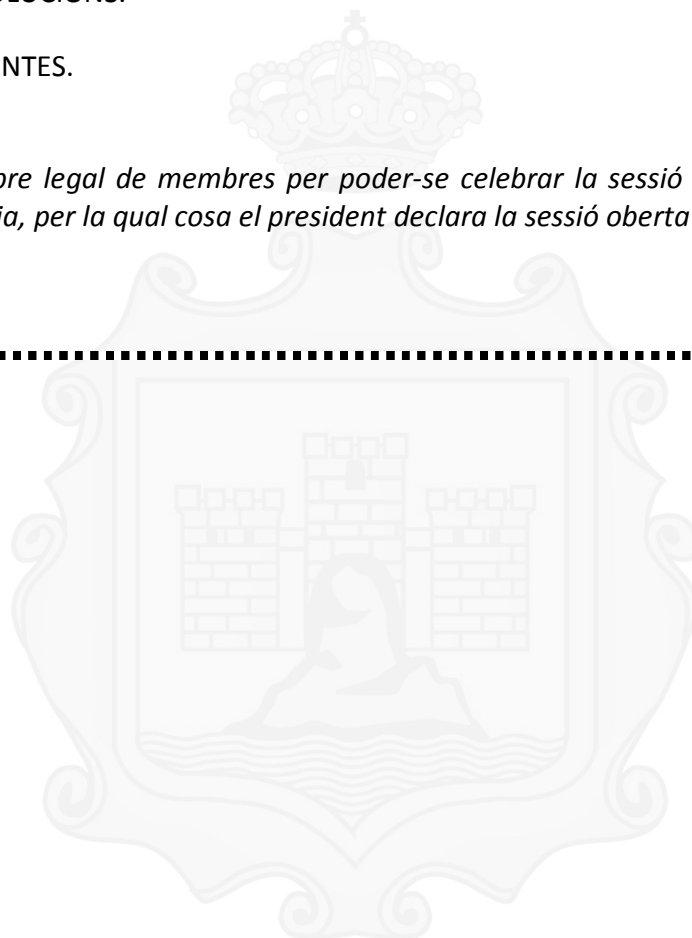 OLUCIONS.
NTES.
bre legal de membres per poder-se celebrar la sessió
ia, per la qual cosa el president declara la sessió oberta